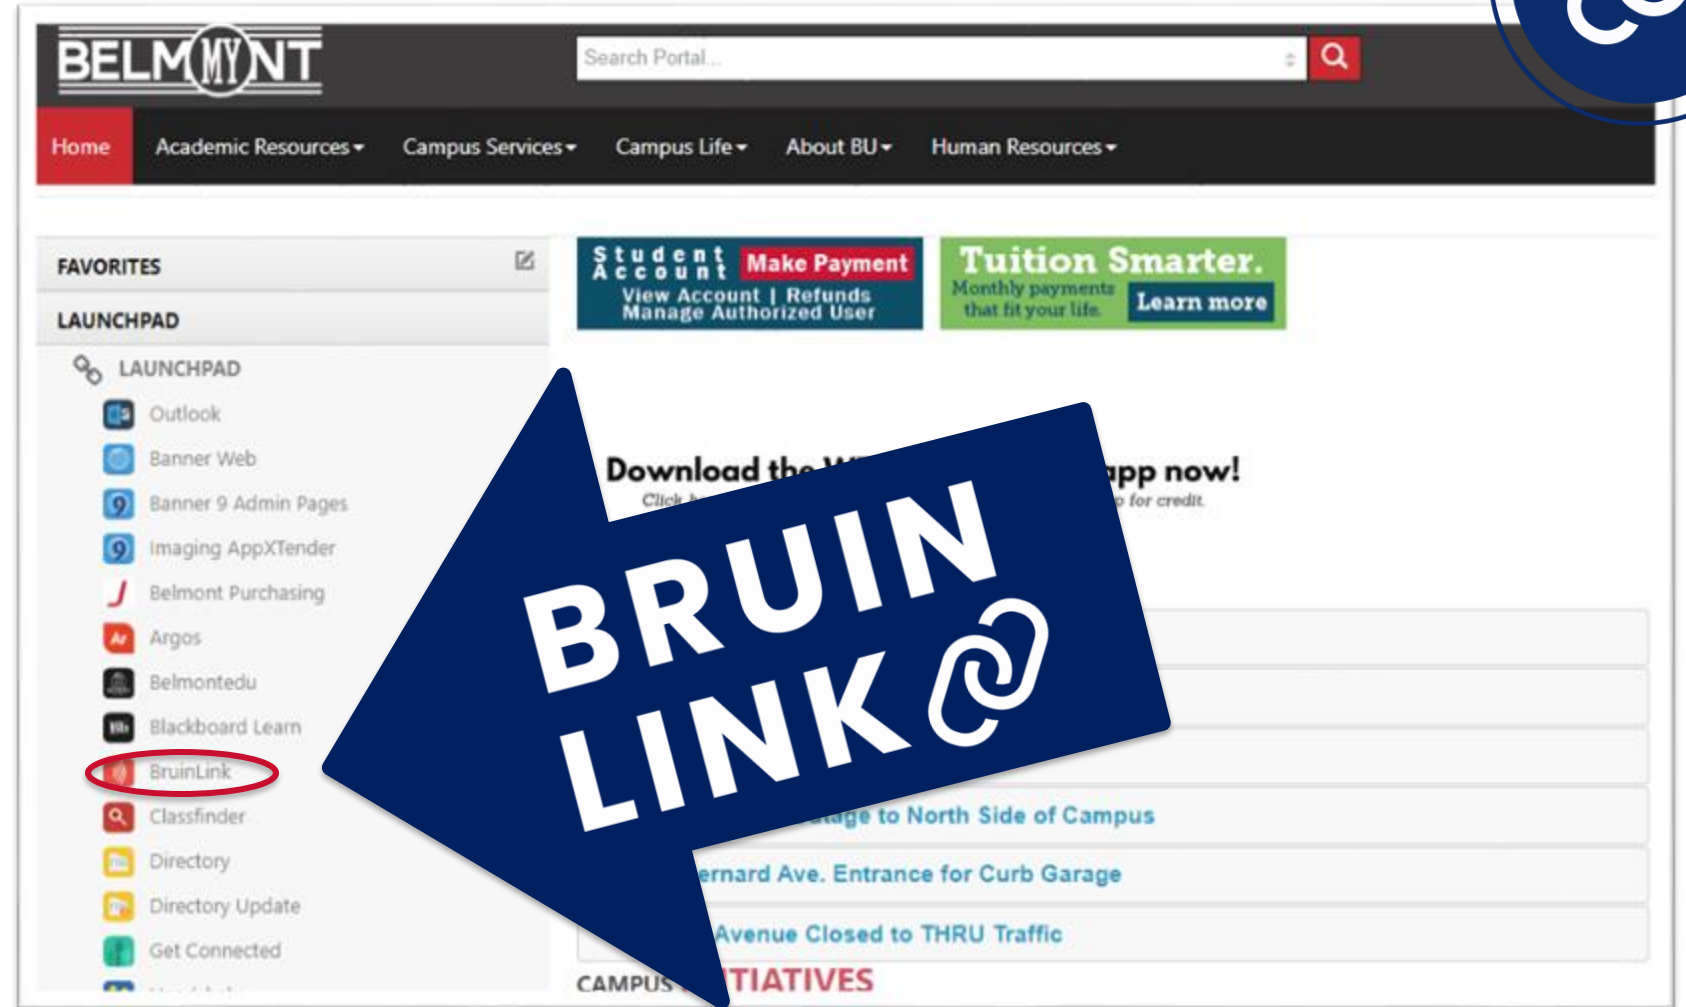 BELM MY NT
Search Portal...
Home Academic Resources Campus Services Campus Life About BU Human Resources
FAVORITES
LAUNCHPAD
LAUNCHPAD
Outlook
Banner Web
Banner 9 Admin Pages
Imaging AppXTender
Belmont Purchasing
Argos
Belmontedu
Blackboard Learn
BruinLink
Classfinder
Directory
Directory Update
Get Connected
Student Account Make Payment
View Account | Refunds
Manage Authorized User
Tuition Smarter.
Monthly payments
that fit your life.
Learn more
Download the app now!
Click for credit.
BRUIN
LINK
to North Side of Campus
Ave. Entrance for Curb Garage
Avenue Closed to THRU Traffic
CAMPUS